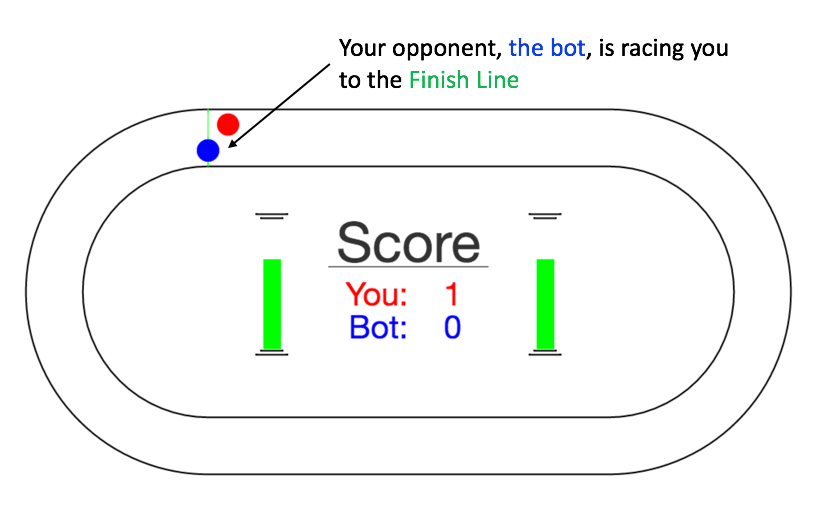 Your opponent, the bot, is racing you
to the Finish Line
Score
You: 1
Bot: 0